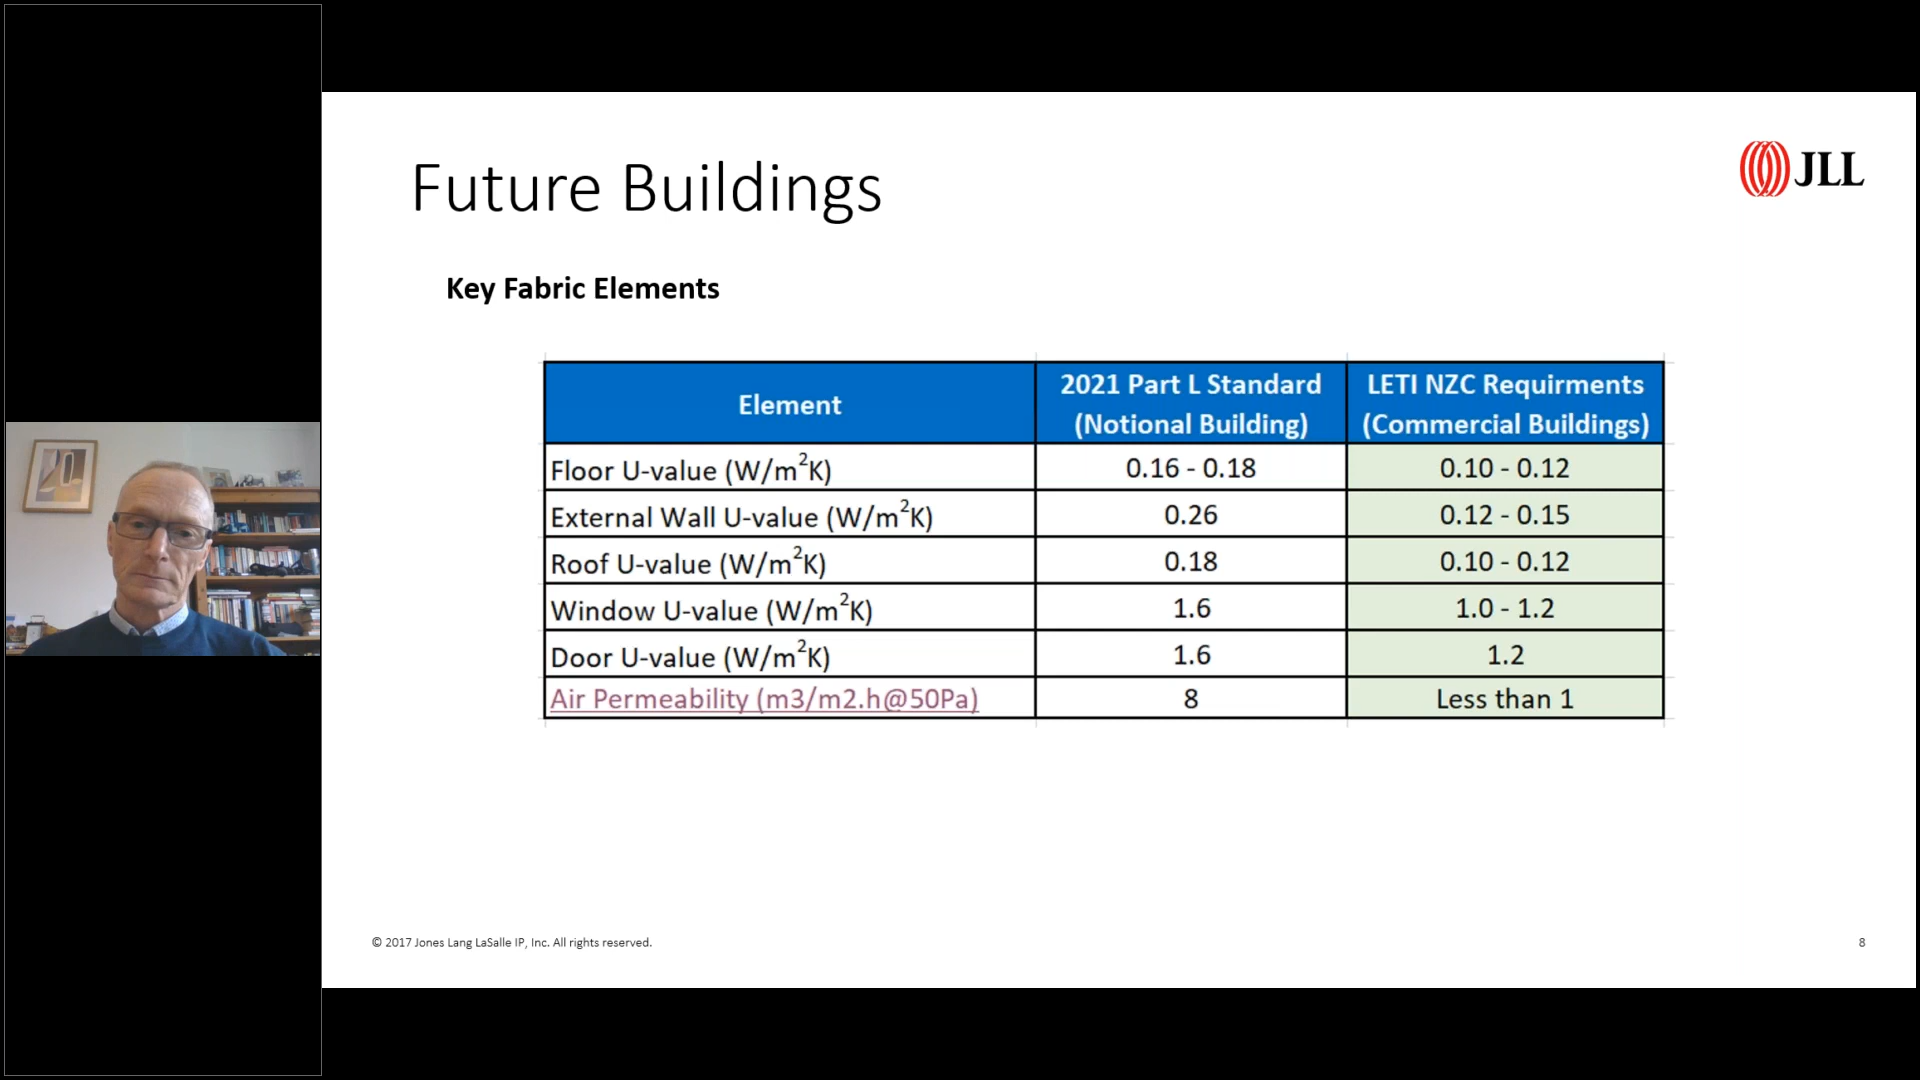 Future Buildings
JLL
Key Fabric Elements
Element
2021 Part L Standard
(Notional Building)
LETI NZC Requirments
(Commercial Buildings)
Floor U-value (W/m²K)
0.16 - 0.18
0.10 - 0.12
External Wall U-value (W/m²K)
0.26
0.12 - 0.15
Roof U-value (W/m²K)
0.18
0.10 - 0.12
Window U-value (W/m²K)
1.6
1.0 - 1.2
Door U-value (W/m²K)
1.6
1.2
Air Permeability (m3/m2.h@50Pa)
8
Less than 1
© 2017 Jones Lang LaSalle IP, Inc. All rights reserved.
8